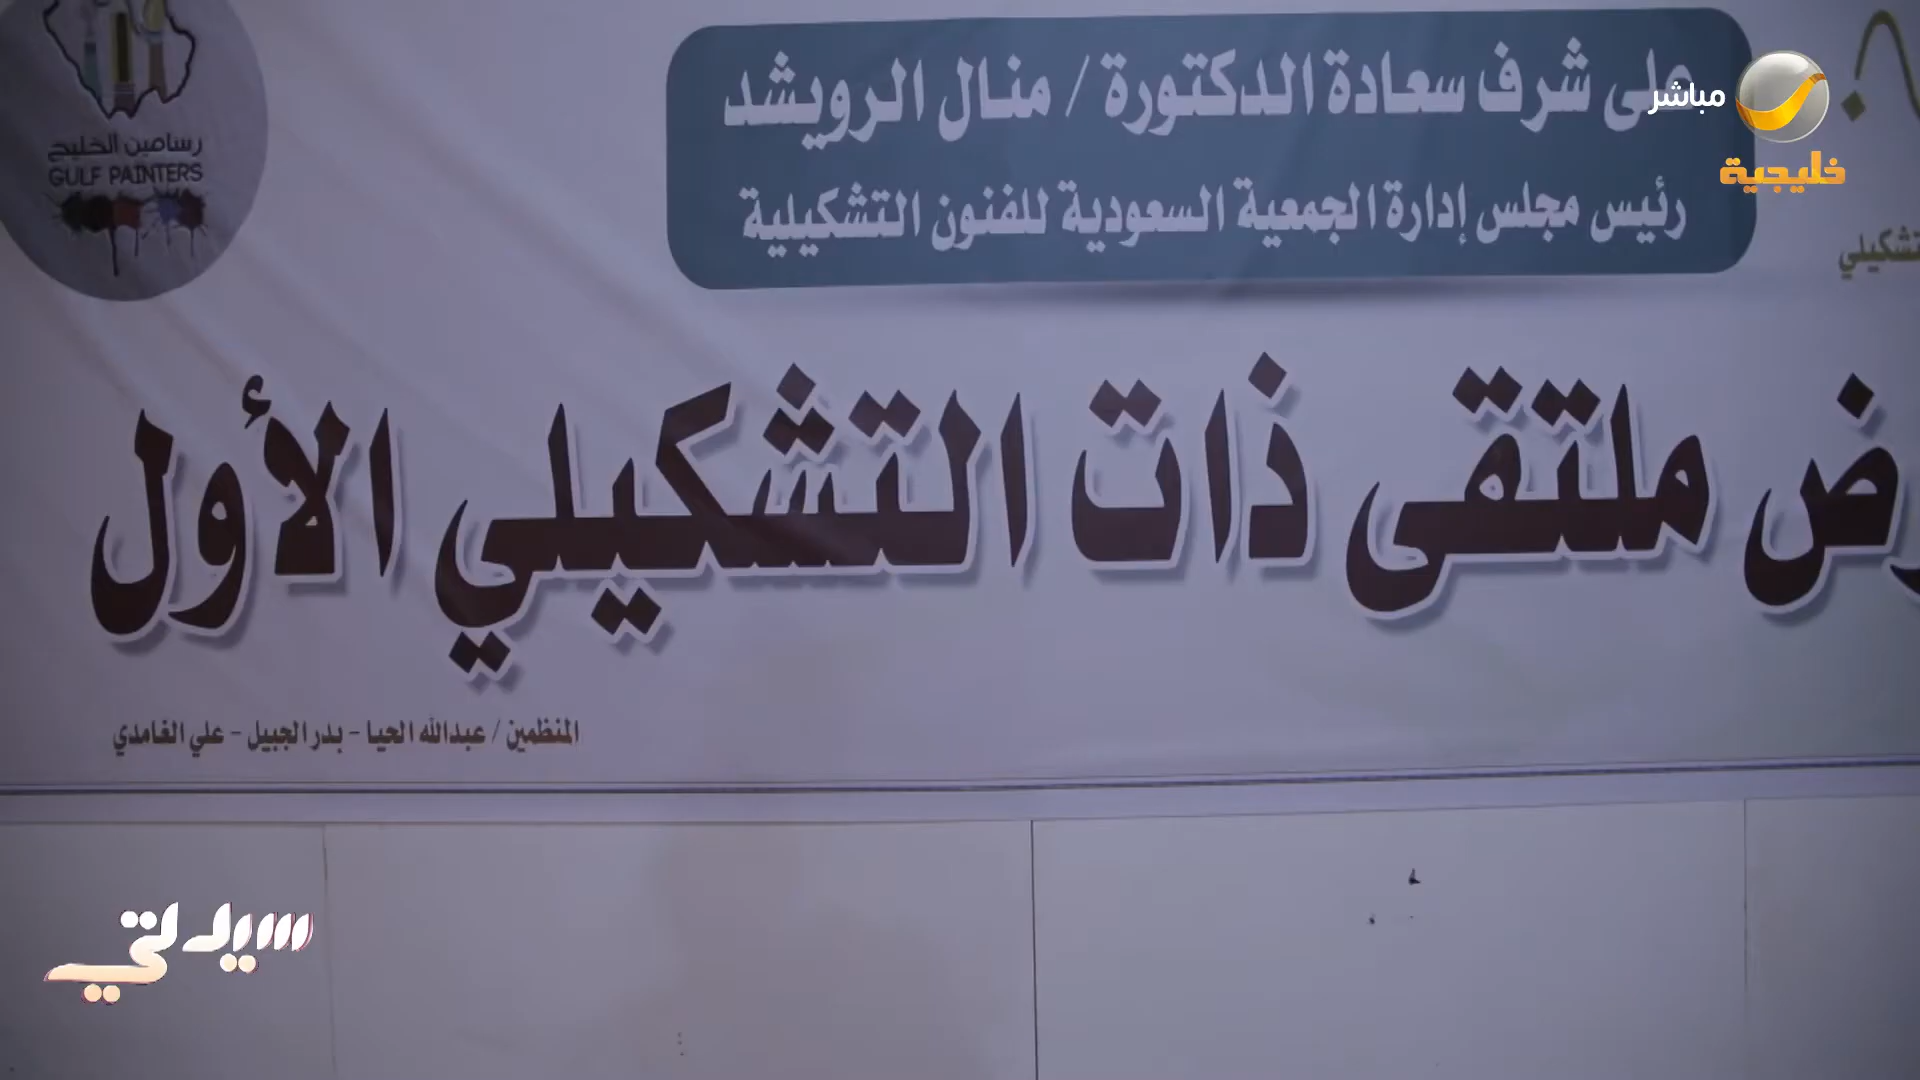 على شرف سعادة الدكتورة / منال الرويشد
رئيس مجلس إدارة الجمعية السعودية للفنون التشكيلية
مباشر
خليجية
رسامين الخليج
GULF PAINTERS
ملتقى ذات التشكيلي الأول
المنظمين / عبدالله الحيا - بدر الجبيل - علي الغامدي
سيدتي